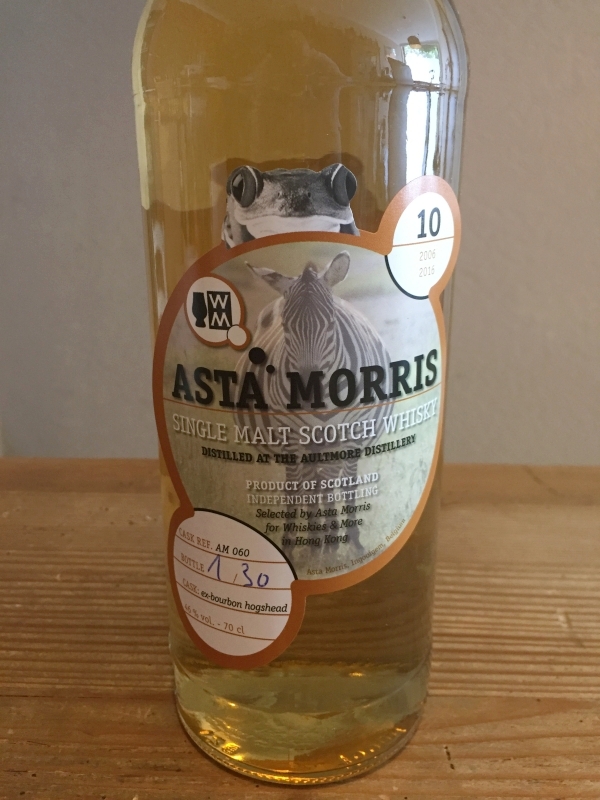 10
2006
2016
W
M
ASTA MORRIS
SINGLE MALT SCOTCH WHISKY
DISTILLED AT THE AULTMORE DISTILLERY
PRODUCT OF SCOTLAND
INDEPENDENT BOTTLING
Selected by Asta Morris
for Whiskies & More
in Hong Kong
Asta Morris,
CASK REF. AM 060
BOTTLE 1,30
CASK: ex-bourbon hogshead
46 % vol. - 70 cl